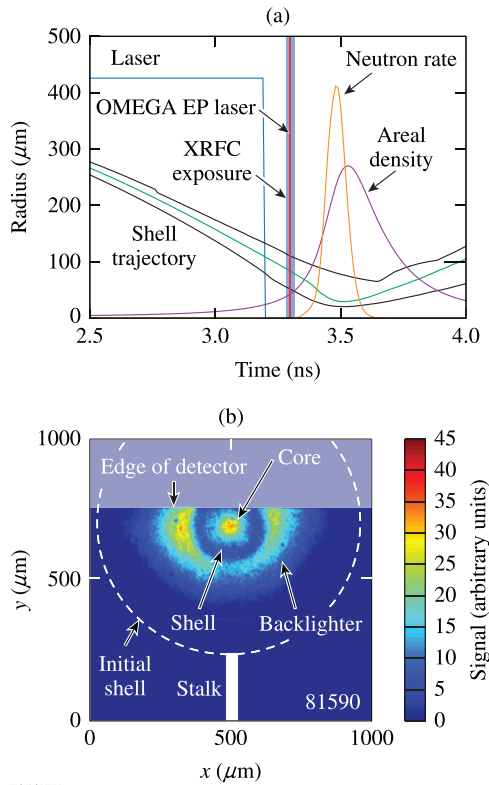 (a)
500
400
300
200
100
0
Radius (μm)
Laser
OMEGA EP laser
XRFC
exposure
Neutron rate
Areal
density
Shell
trajectory
2.5
3.0
3.5
4.0
Time (ns)
(b)
1000
500
0
y (μm)
Edge of detector
Core
Shell
Backlighter
Initial
shell
Stalk
81590
0
500
1000
x (μm)
45
40
35
30
25
20
15
10
5
0
Signal (arbitrary units)